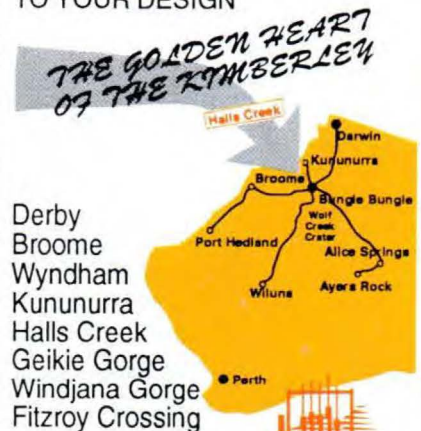 TO YOUR DESIGN
THE GOLDEN HEART
OF THE KIMBERLEY
Halls Creek
Darwin
Kununurra
Broome
Bungle Bungle
Wolf
Creek
Crater
Port Hedland
Alice Springs
Wiluna
Ayers Rock
Perth
Derby
Broome
Wyndham
Kununurra
Halls Creek
Geikie Gorge
Windjana Gorge
Fitzroy Crossing